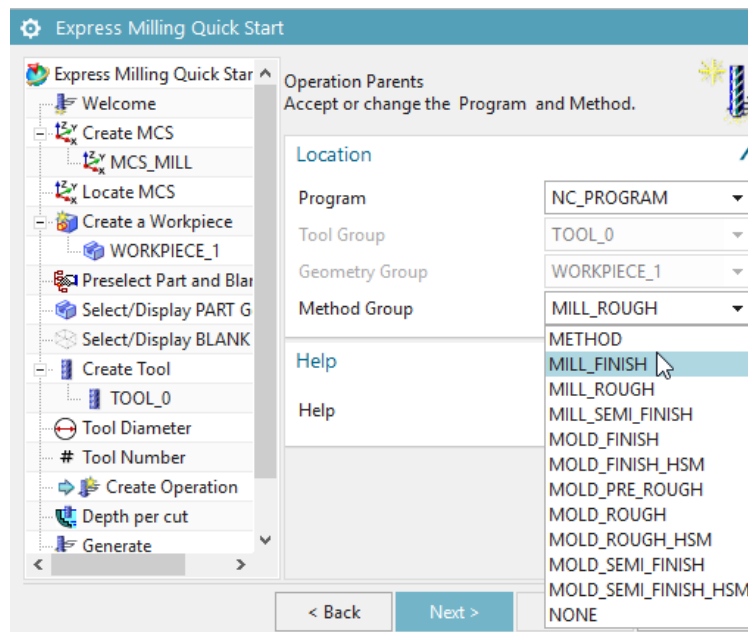 Express Milling Quick Start
Express Milling Quick Star
Welcome
Create MCS
MCS_MILL
Locate MCS
Create a Workpiece
WORKPIECE_1
Preselect Part and Blar
Select/Display PART G
Select/Display BLANK
Create Tool
TOOL_0
Tool Diameter
# Tool Number
Create Operation
Depth per cut
Generate
Operation Parents
Accept or change the Program and Method.
Location
Program NC_PROGRAM
Tool Group TOOL_0
Geometry Group WORKPIECE_1
Method Group MILL_ROUGH
METHOD
MILL_FINISH
MILL_ROUGH
MILL_SEMI_FINISH
MOLD_FINISH
MOLD_FINISH_HSM
MOLD_PRE_ROUGH
MOLD_ROUGH
MOLD_ROUGH_HSM
MOLD_SEMI_FINISH
MOLD_SEMI_FINISH_HSM
NONE
Help
Help
< Back Next >